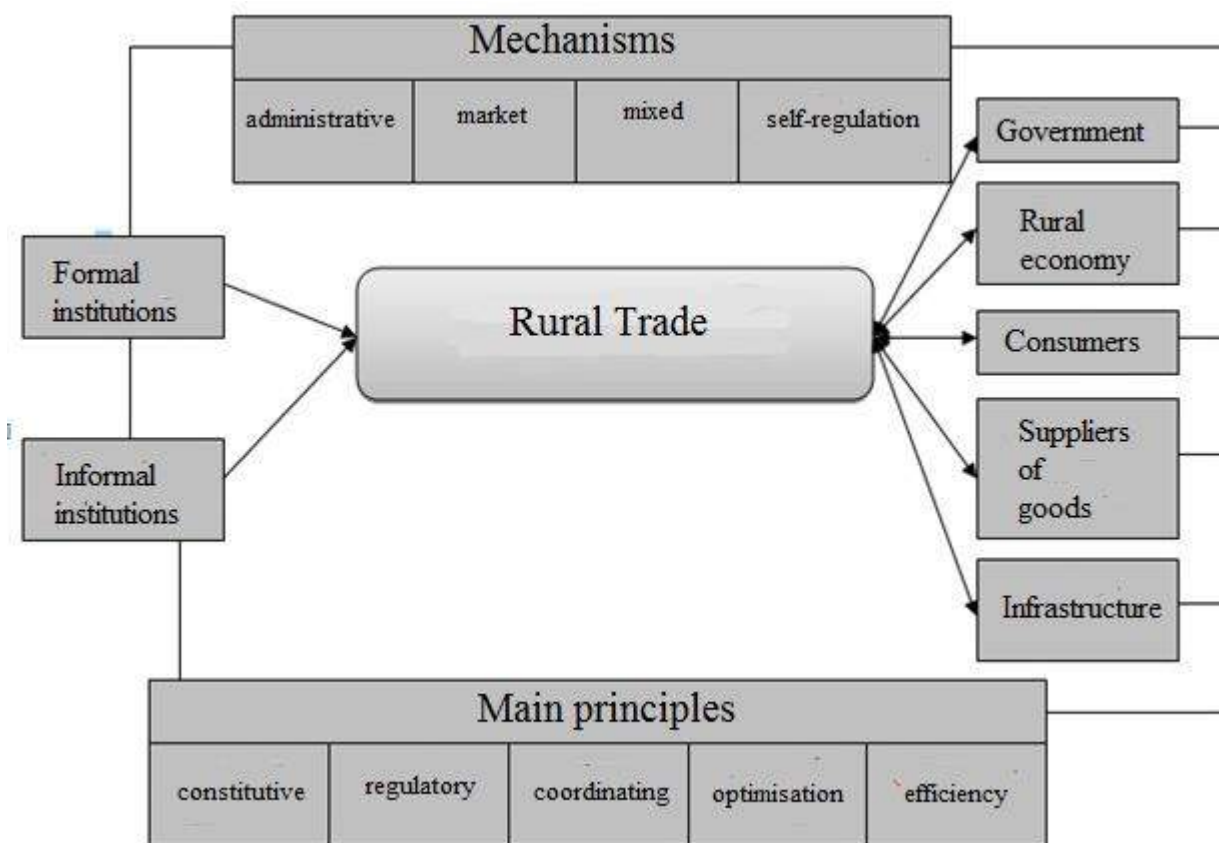 Mechanisms
administrative
market
mixed
self-regulation
Government
Rural
economy
Formal
institutions
Rural Trade
Consumers
Informal
institutions
Suppliers
of
goods
Infrastructure
Main principles
constitutive
regulatory
coordinating
optimisation
efficiency